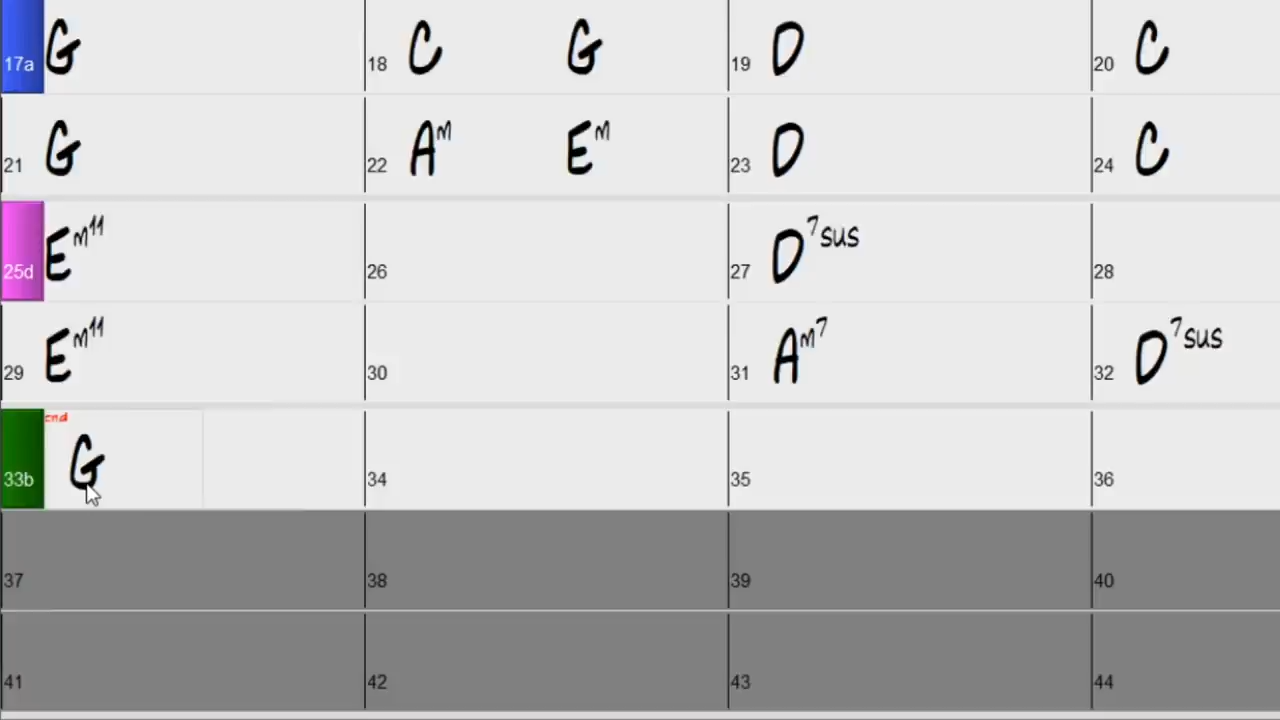 17a G 18 C G 19 D 20 C
21 G 22 Am Em 23 D 24 C
25d Em11 26 27 D7sus 28
29 Em11 30 31 Am7 32 D7sus
end
33b G 34 35 36
37 38 39 40
41 42 43 44